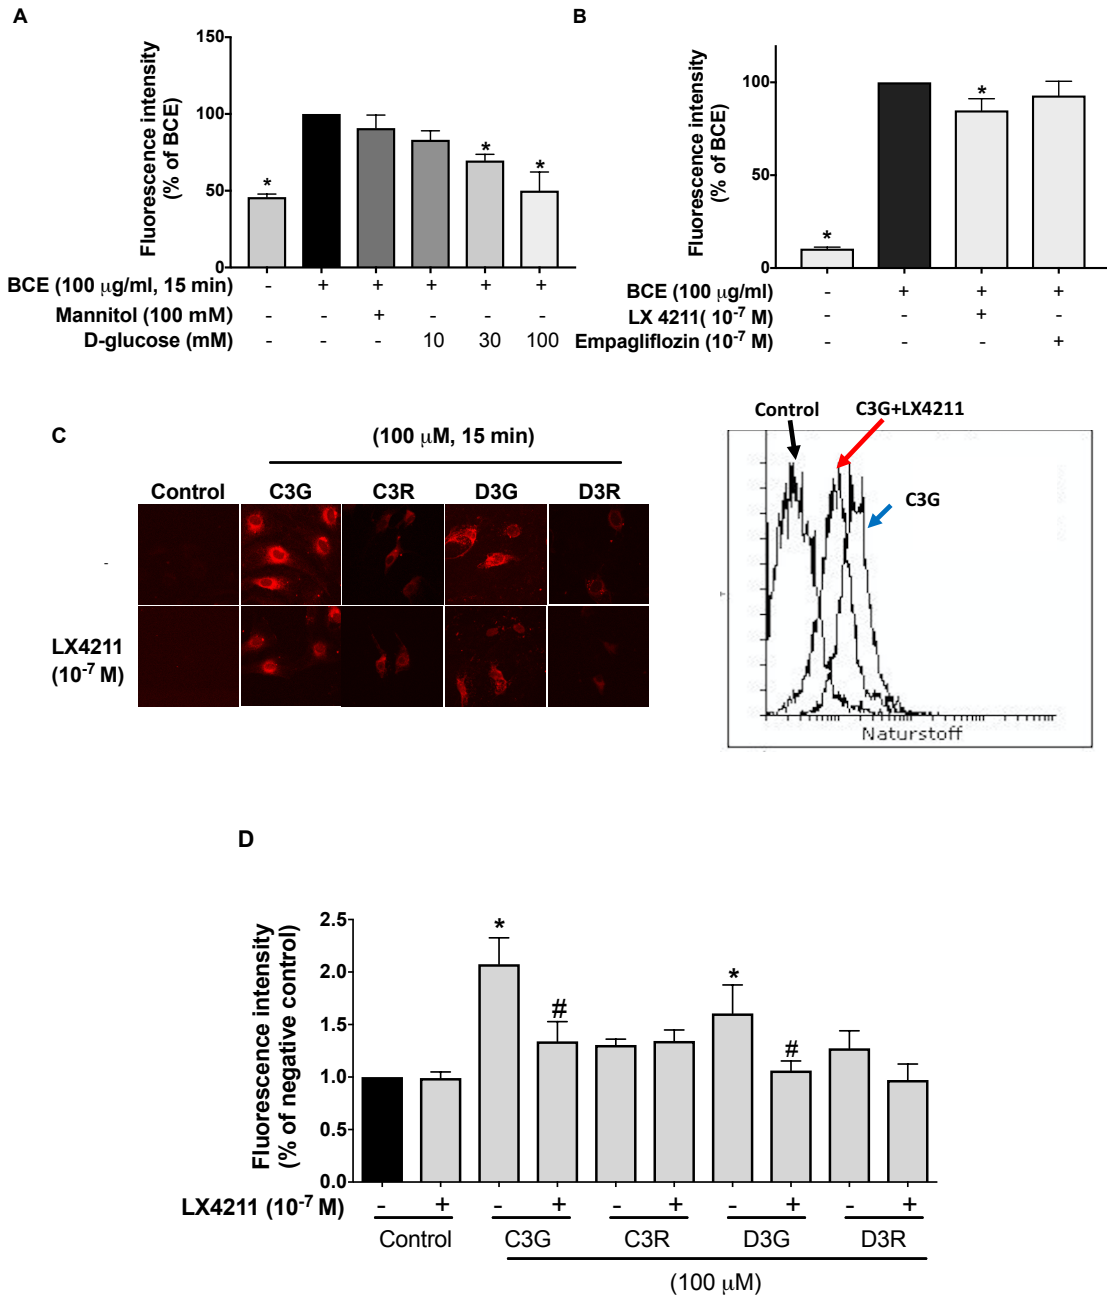 A
Fluorescence intensity
(% of BCE)
150
100
50
0
*
*
*
BCE (100 μg/ml, 15 min) - + + + + +
Mannitol (100 mM) - - + - - -
D-glucose (mM) - - - 10 30 100
B
Fluorescence intensity
(% of BCE)
100
50
0
*
*
BCE (100 μg/ml) - + + +
LX 4211( 10-7 M) - - + -
Empagliflozin (10-7 M) - - - +
C
(100 μM, 15 min)
Control C3G C3R D3G D3R
-
LX4211
(10-7 M)
Control C3G+LX4211
C3G
Naturstoff
D
Fluorescence intensity
(% of negative control)
2.5
2.0
1.5
1.0
0.5
0.0
*
#
*
#
LX4211 (10-7 M) - + - + - + - + - +
Control C3G C3R D3G D3R
(100 μM)